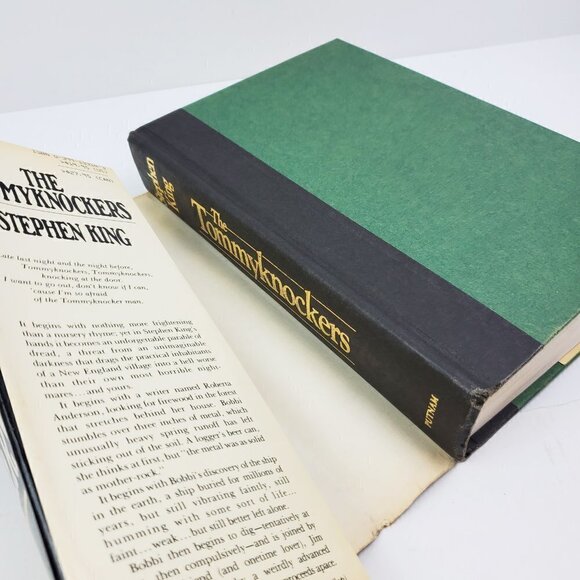 >$27.95 (CAN)
THE
MYKNOCKERS
STEPHEN KING
ate last night and the night before,
Tommyknockers, Tommyknockers,
knocking at the door.
I want to go out, don't know if I can,
'cause I'm so afraid
of the Tommyknocker man.
It begins with nothing more frightening
than a nursery rhyme; yet in Stephen King's
hands it becomes an unforgettable parable of
dread, a threat from an unimaginable
darkness that drags the practical inhabitants
of a New England village into a hell worse
than their own most horrible night-
mares...and yours.
It begins with a writer named Roberta
Anderson, looking for firewood in the forest
that stretches behind her house. Bobbi
stumbles over three inches of metal, which
unusually heavy spring runoff has left
sticking out of the soil. A logger's beer can,
she thinks at first, but "the metal was as solid
as mother-rock."
It begins with Bobbi's discovery of the ship
in the earth, a ship buried for millions of
years, but still vibrating faintly, still
humming with some sort of life...
faint...weak...but still better left alone.
Bobbi then begins to dig—tentatively at
then compulsively—and is joined by
friend (and onetime lover), Jim
by a weirdly advanced
proceeds apace.
Stephen
King
The
Tommyknockers
PUTNAM